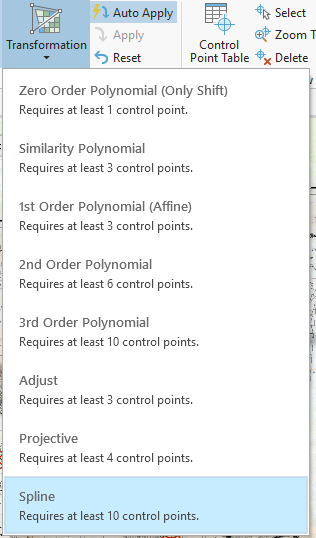 Transformation
Auto Apply
Apply
Reset
Control
Point Table
Select
Zoom T
Delete
Zero Order Polynomial (Only Shift)
Requires at least 1 control point.
Similarity Polynomial
Requires at least 3 control points.
1st Order Polynomial (Affine)
Requires at least 3 control points.
2nd Order Polynomial
Requires at least 6 control points.
3rd Order Polynomial
Requires at least 10 control points.
Adjust
Requires at least 3 control points.
Projective
Requires at least 4 control points.
Spline
Requires at least 10 control points.